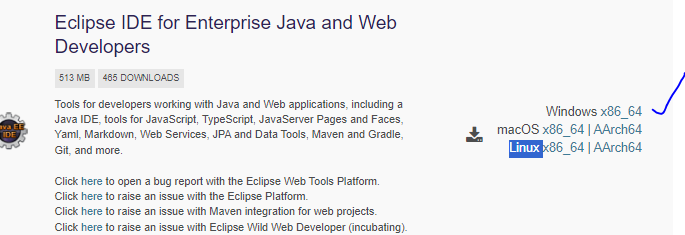 Eclipse IDE for Enterprise Java and Web
Developers
513 MB 465 DOWNLOADS
Tools for developers working with Java and Web applications, including a
Java IDE, tools for JavaScript, TypeScript, JavaServer Pages and Faces,
Yaml, Markdown, Web Services, JPA and Data Tools, Maven and Gradle,
Git, and more.
Click here to open a bug report with the Eclipse Web Tools Platform.
Click here to raise an issue with the Eclipse Platform.
Click here to raise an issue with Maven integration for web projects.
Click here to raise an issue with Eclipse Wild Web Developer (incubating).
Windows x86_64
macOS x86_64 | AArch64
Linux x86_64 | AArch64
Java EE
IDE